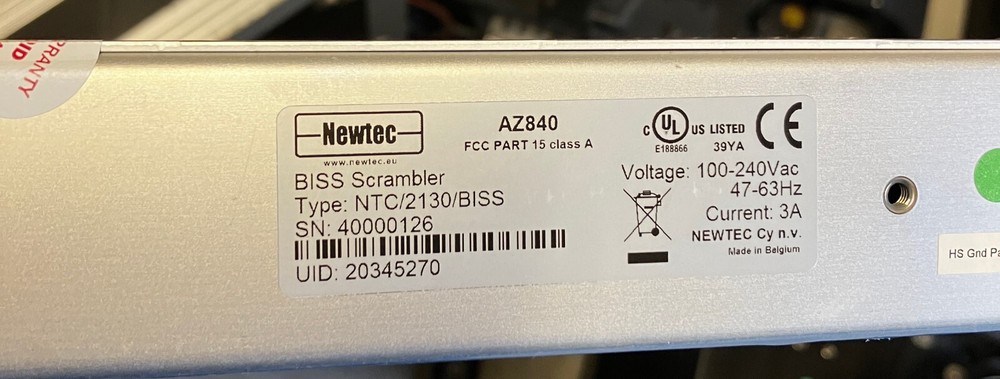 RRANTY
ID
Newtec
www.newtec.eu
AZ840
FCC PART 15 class A
C UL US LISTED
E188866 39YA
CE
BISS Scrambler
Type: NTC/2130/BISS
SN: 40000126
UID: 20345270
Voltage: 100-240Vac
47-63Hz
Current: 3A
NEWTEC Cy n.v.
Made in Belgium
HS Gnd Pa